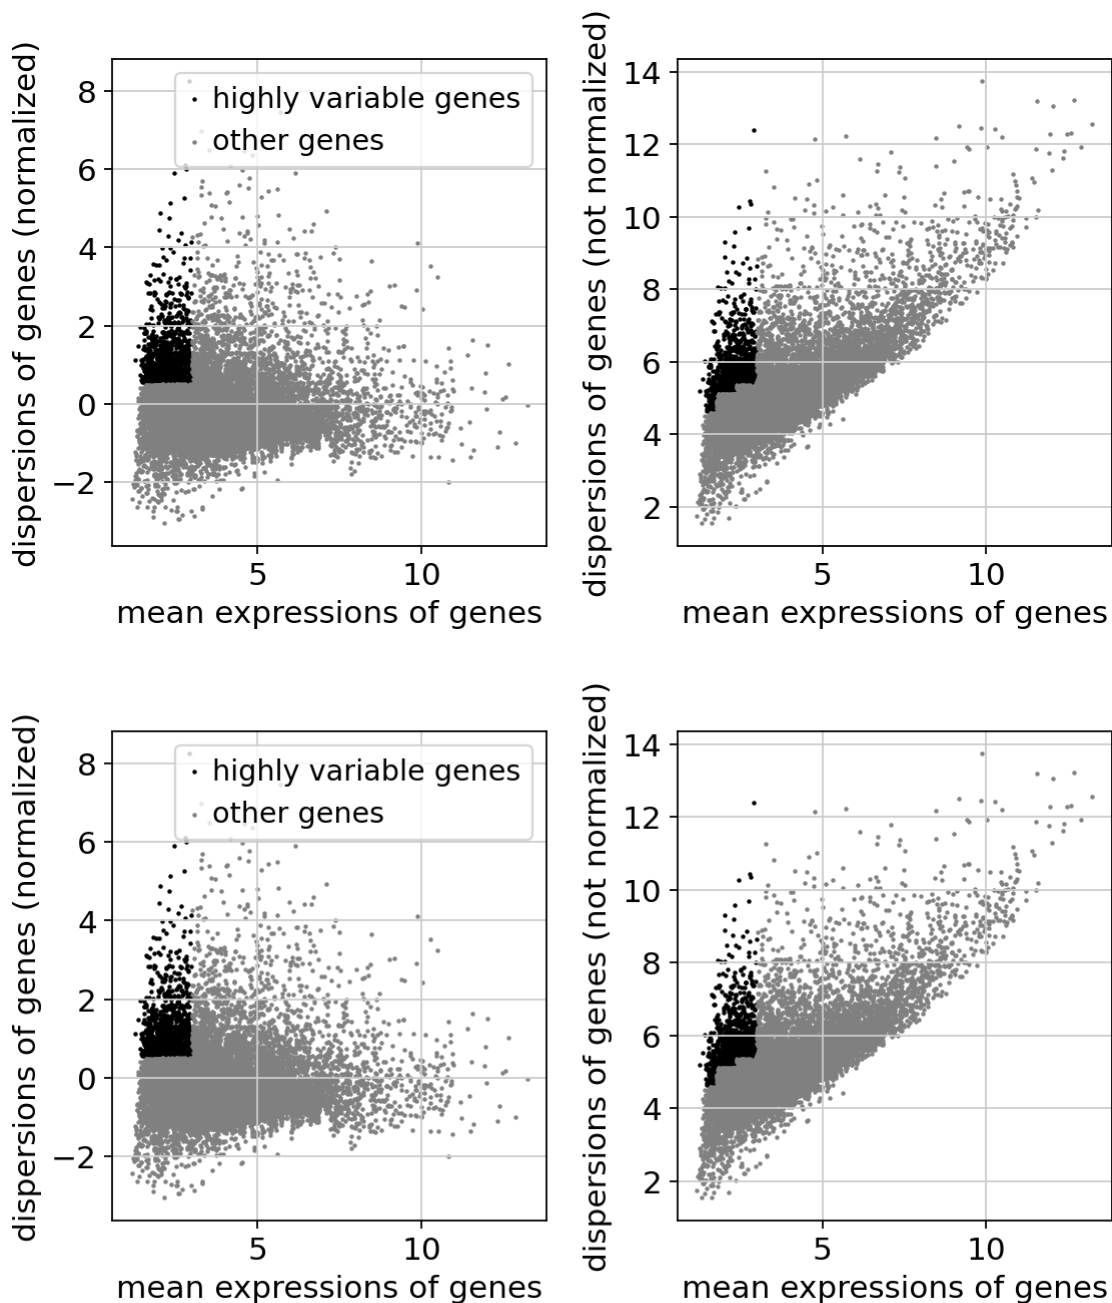 dispersions of genes (normalized)
8
6
4
2
0
−2
highly variable genes
other genes
5
10
mean expressions of genes
dispersions of genes (not normalized)
14
12
10
8
6
4
2
5
10
mean expressions of genes
dispersions of genes (normalized)
8
6
4
2
0
−2
highly variable genes
other genes
5
10
mean expressions of genes
dispersions of genes (not normalized)
14
12
10
8
6
4
2
5
10
mean expressions of genes